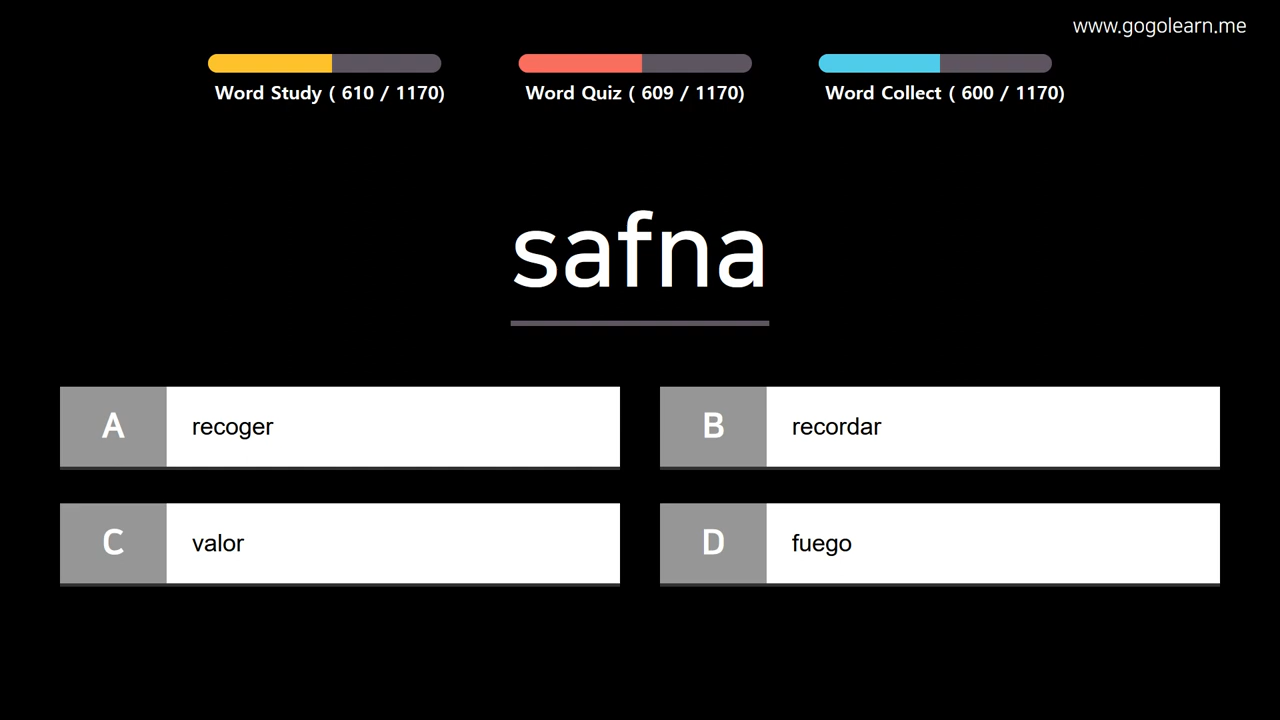 www.gogolearn.me
Word Study ( 610 / 1170)
Word Quiz ( 609 / 1170)
Word Collect ( 600 / 1170)
safna
A
recoger
B
recordar
C
valor
D
fuego